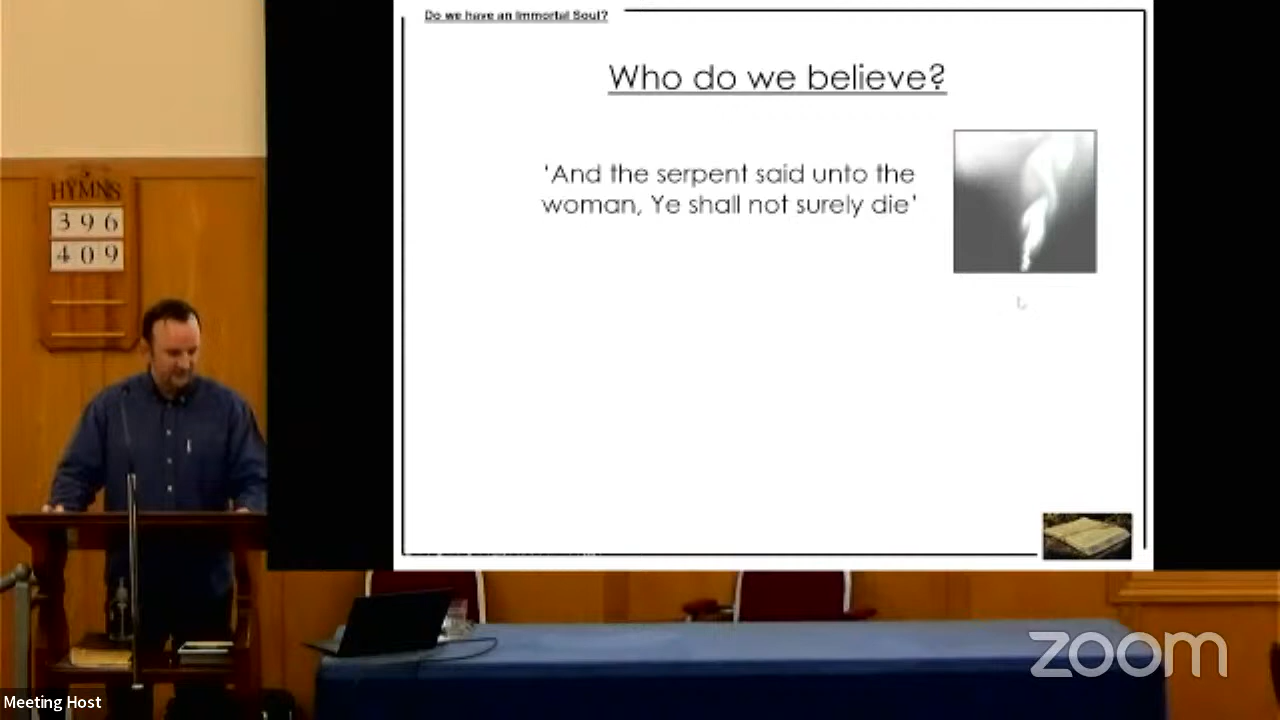 Do we have an Immortal Soul?
Who do we believe?
‘And the serpent said unto the
woman, Ye shall not surely die’
HYMNS
396
409
zoom
Meeting Host